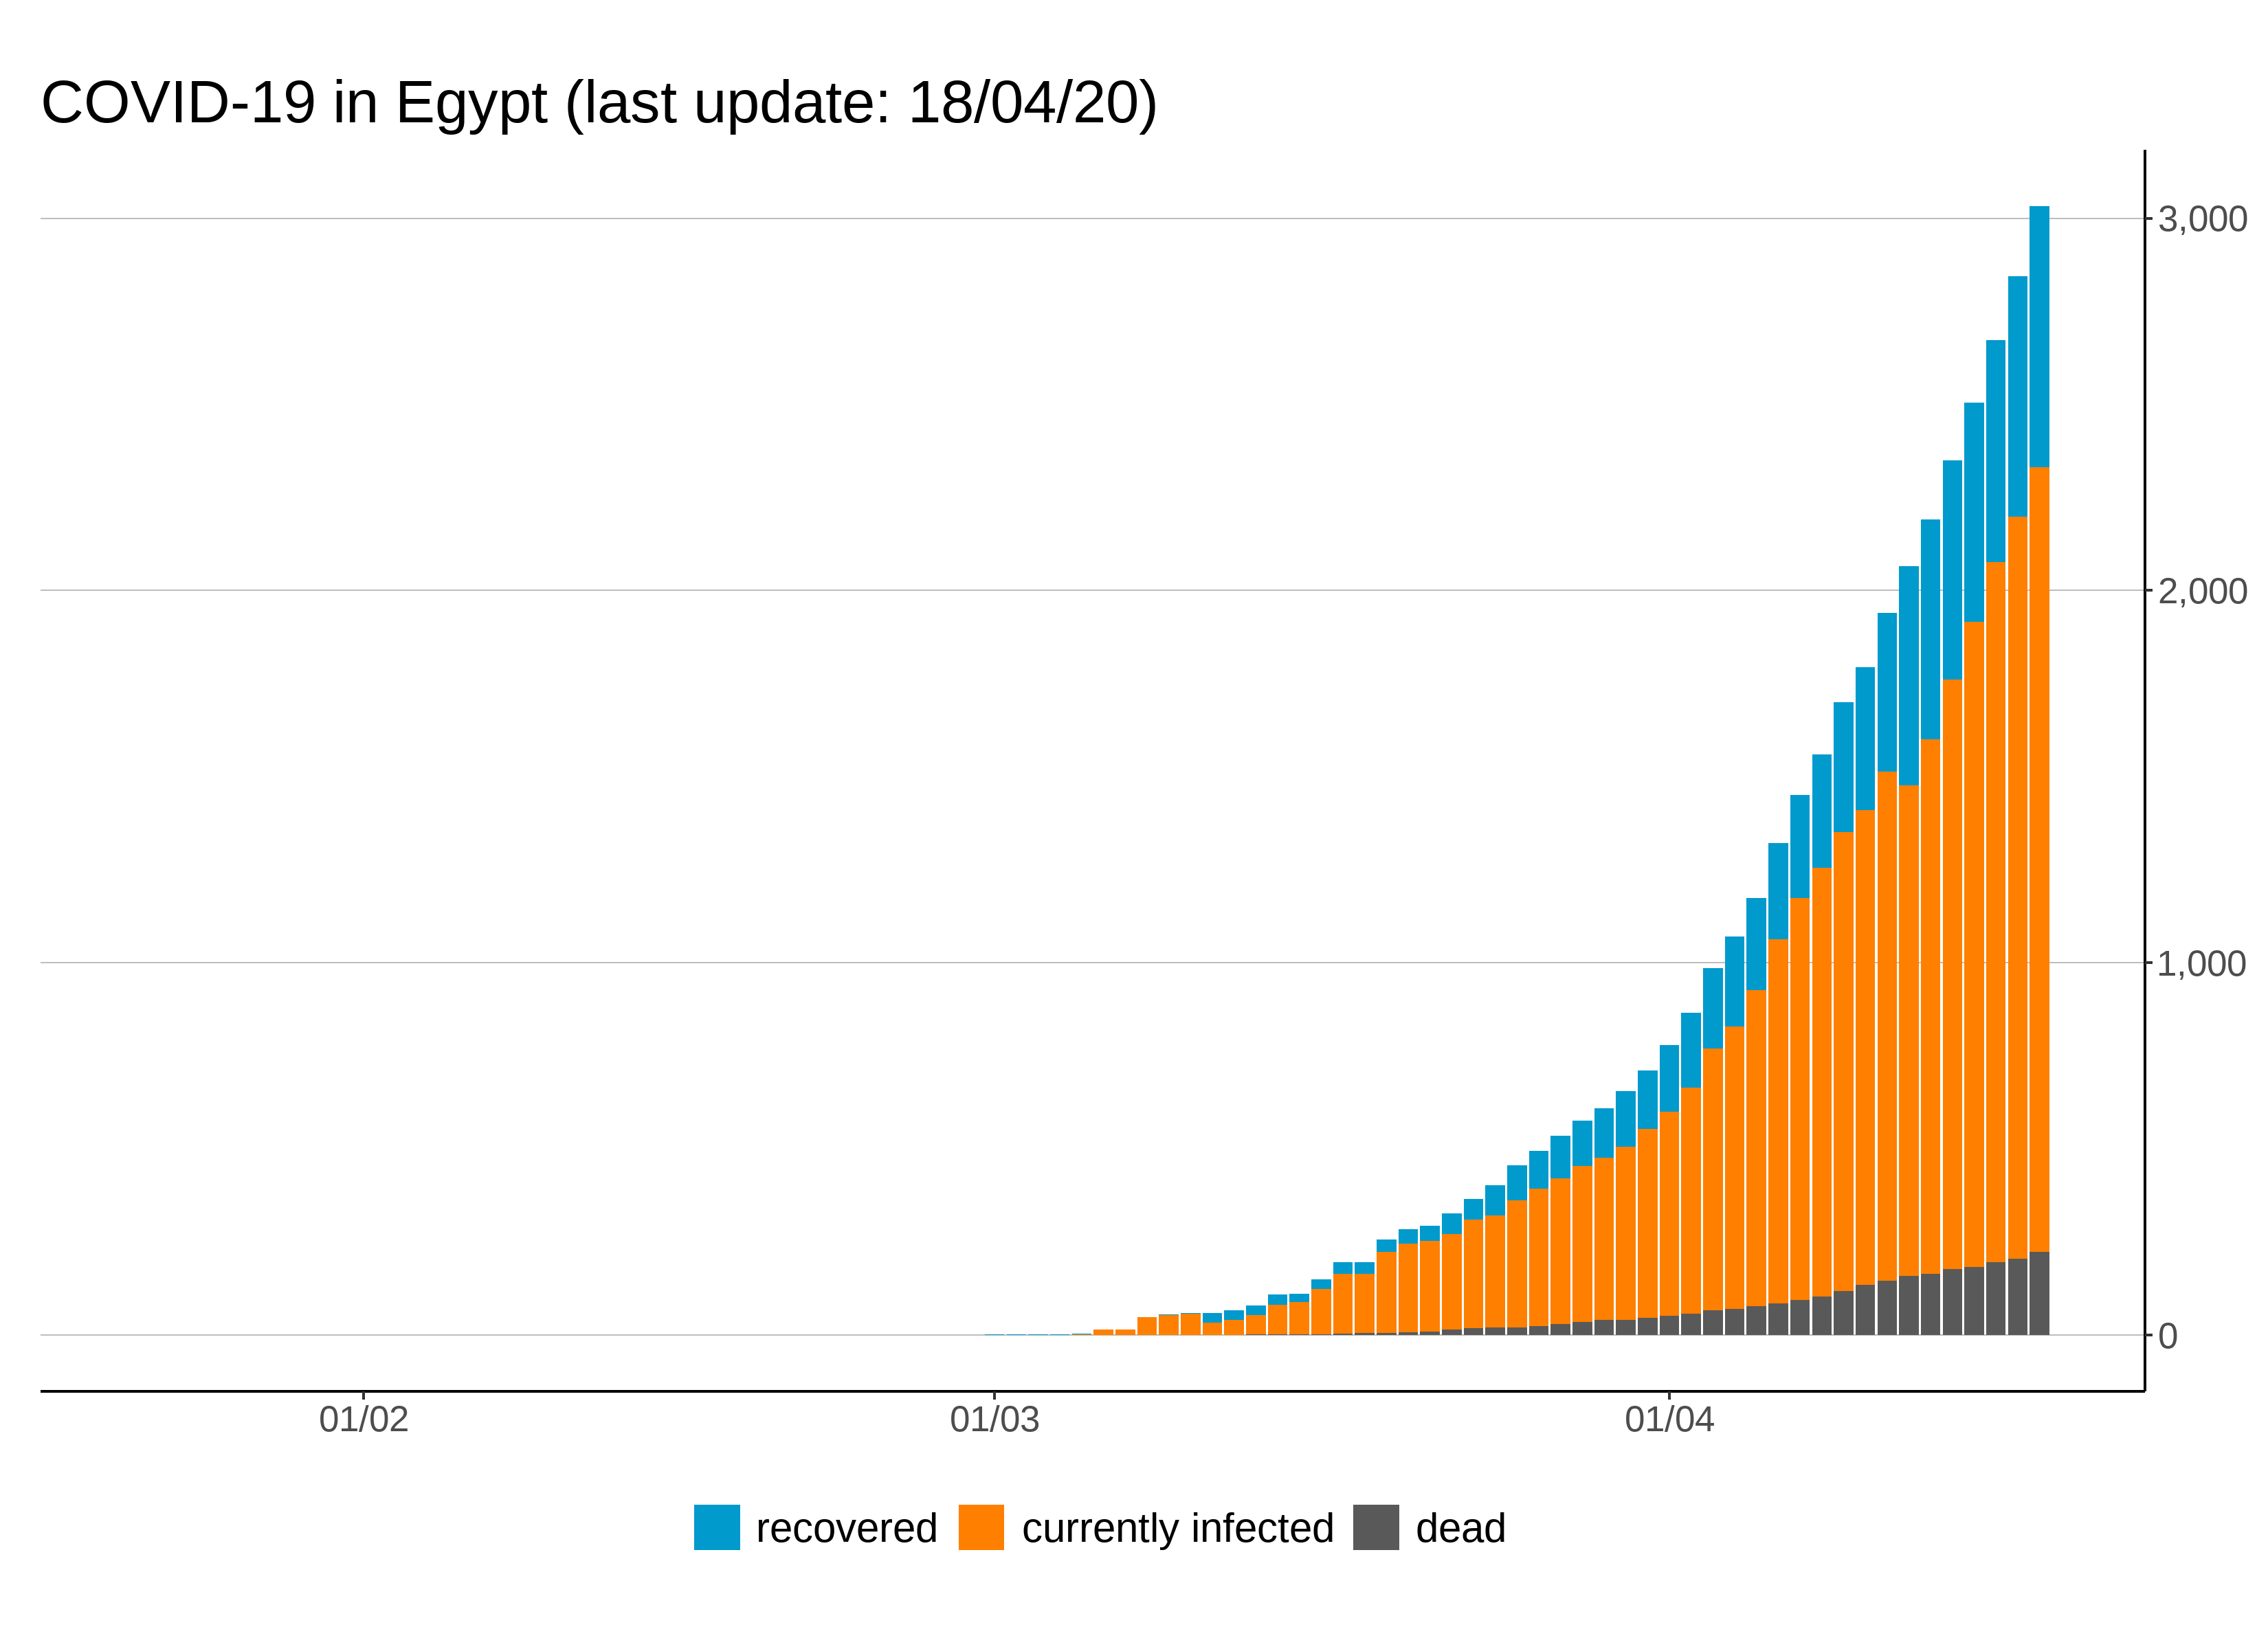 COVID-19 in Egypt (last update: 18/04/20)
3,000
2,000
1,000
0
01/02 01/03 01/04
recovered currently infected dead